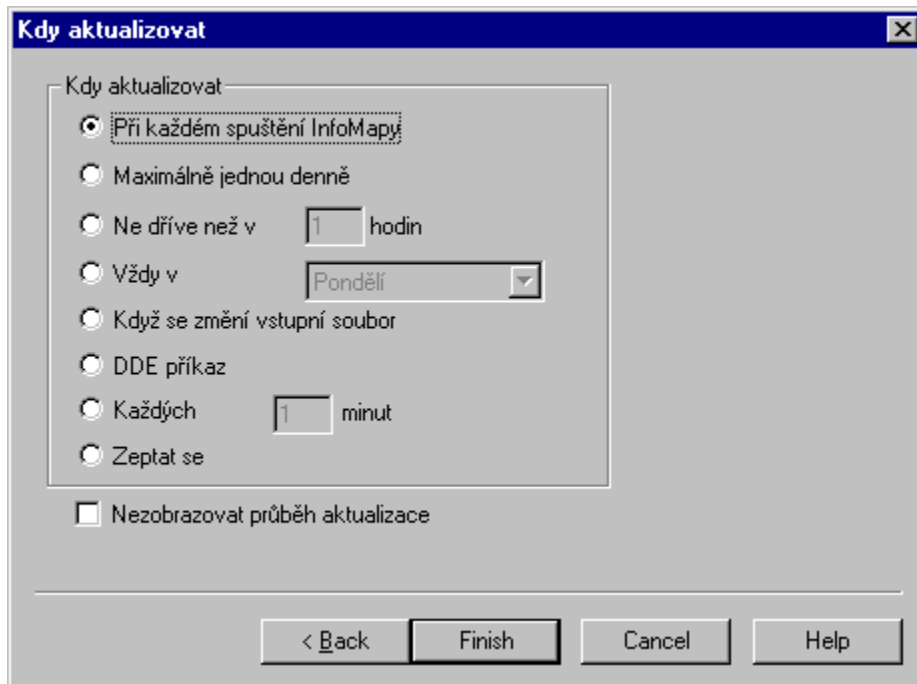 Kdy aktualizovat
Kdy aktualizovat
Při každém spuštění InfoMapy
Maximálně jednou denně
Ne dříve než v 1 hodin
Vždy v Pondělí
Když se změní vstupní soubor
DDE příkaz
Každých 1 minut
Zeptat se
Nezobrazovat průběh aktualizace
< Back Finish Cancel Help